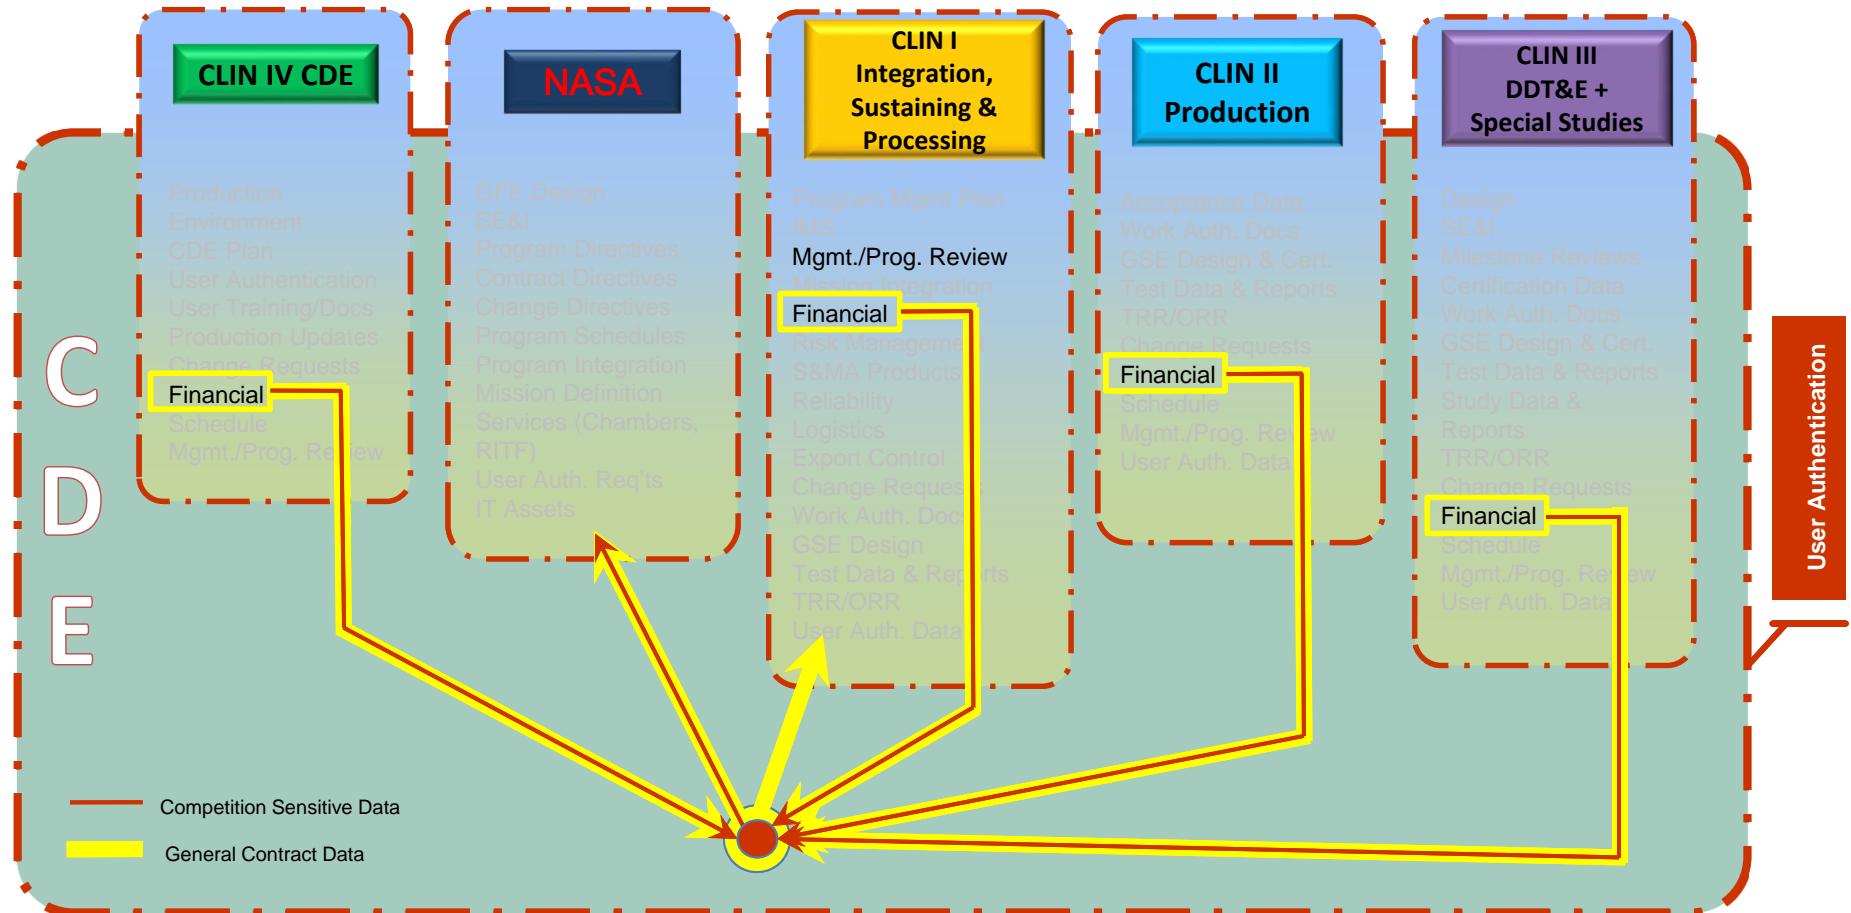 CLIN IV CDE
Production
Environment
CDE Plan
User Authentication
User Training/Docs
Production Updates
Change Requests
Financial
Schedule
Mgmt./Prog. Review
NASA
GFE Design
SE&I
Program Directives
Contract Directives
Change Directives
Program Schedules
Program Integration
Mission Definition
Services (Chambers,
RITF)
User Auth. Req'ts
IT Assets
CLIN I
Integration,
Sustaining &
Processing
Program Mgmt Plan
IMS
Mgmt./Prog. Review
Mission Integration
Financial
Risk Management
S&MA Products
Reliability
Logistics
Export Control
Change Requests
Work Auth. Docs
GSE Design
Test Data & Reports
TRR/ORR
User Auth. Data
CLIN II
Production
Acceptance Data
Work Auth. Docs
GSE Design & Cert.
Test Data & Reports
TRR/ORR
Change Requests
Financial
Schedule
Mgmt./Prog. Review
User Auth. Data
CLIN III
DDT&E +
Special Studies
Design
SE&I
Milestone Reviews
Certification Data
Work Auth. Docs
GSE Design & Cert.
Test Data & Reports
Study Data &
Reports
TRR/ORR
Change Requests
Financial
Schedule
Mgmt./Prog. Review
User Auth. Data
C
D
E
User Authentication
Competition Sensitive Data
General Contract Data